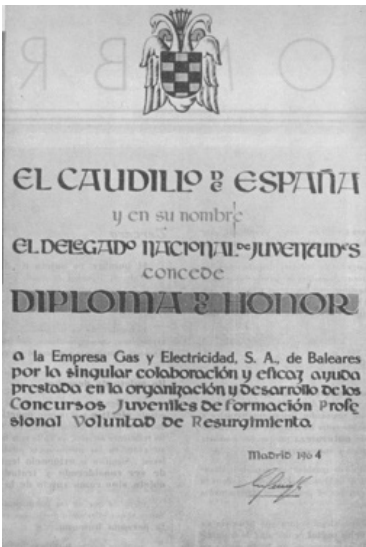 EL CAUDILLO DE ESPAÑA
y en su nombre
EL DELEGADO NACIONAL DE JUVENTUDES
concede
DIPLOMA DE HONOR
a la Empresa Gas y Electricidad, S. A., de Baleares
por la singular colaboración y eficaz ayuda
prestada en la organización y desarrollo de los
Concursos Juveniles de Formación Profe
sional Voluntad de Resurgimiento
Madrid 1964